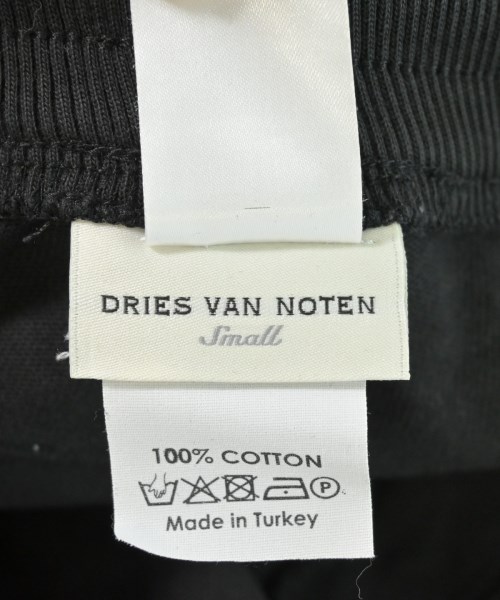 DRIES VAN NOTEN
Small
100% COTTON
P
Made in Turkey